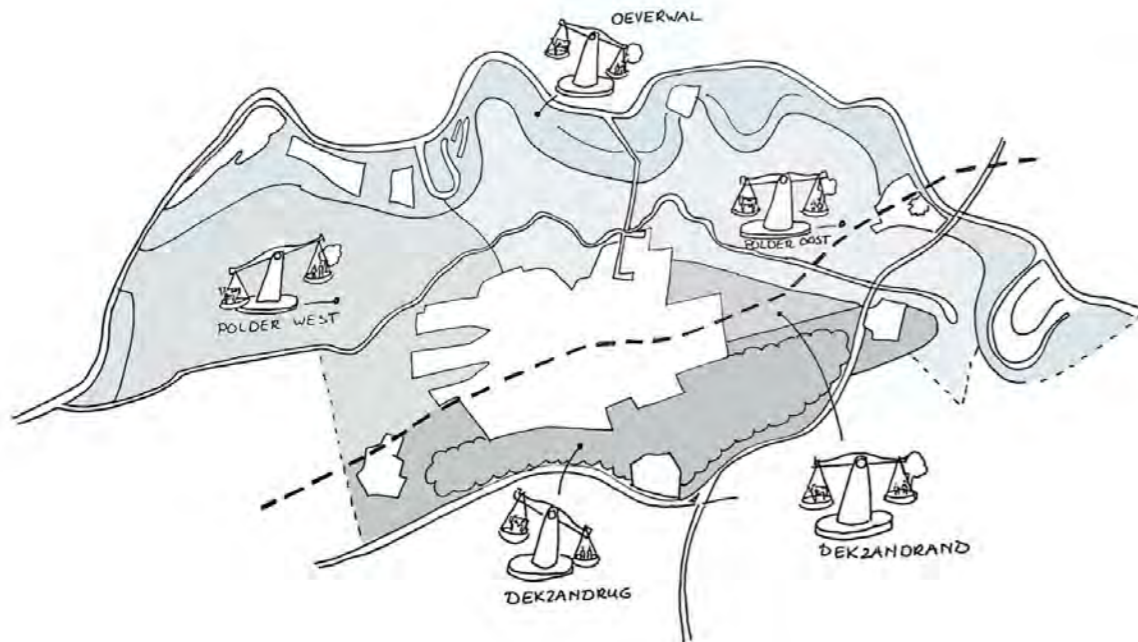 OEVERWAL
POLDER OOST
POLDER WEST
DEKZANDRAND
DEKZANDRUG